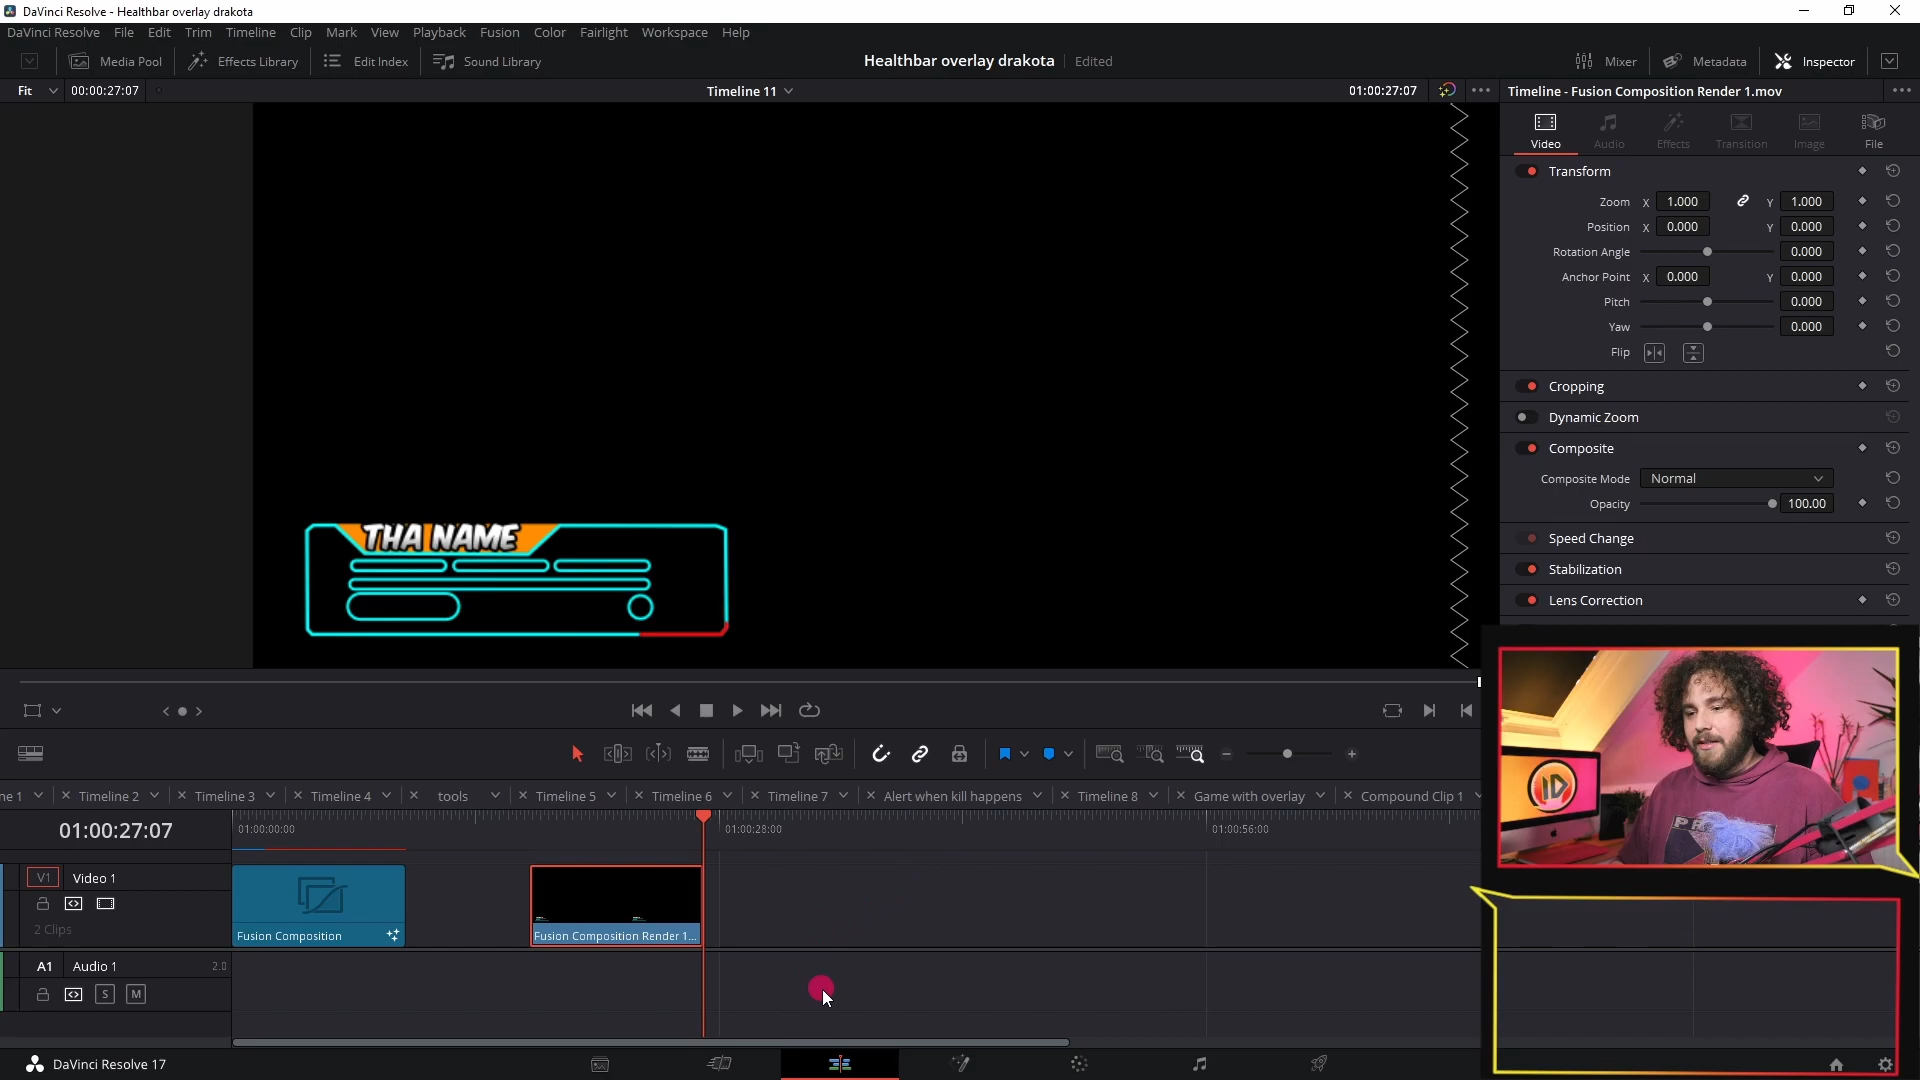 DaVinci Resolve - Healthbar overlay drakota
DaVinci Resolve File Edit Trim Timeline Clip Mark View Playback Fusion Color Fairlight Workspace Help
Media Pool Effects Library Edit Index Sound Library Healthbar overlay drakota Edited Mixer Metadata Inspector
Fit 00:00:27:07 Timeline 11 01:00:27:07 Timeline - Fusion Composition Render 1.mov
Video Audio Effects Transition Image File
Transform
Zoom X 1.000 Y 1.000
Position X 0.000 Y 0.000
Rotation Angle 0.000
Anchor Point X 0.000 Y 0.000
Pitch 0.000
Yaw 0.000
Flip
Cropping
Dynamic Zoom
Composite
Composite Mode Normal
Opacity 100.00
Speed Change
Stabilization
Lens Correction
THA NAME
ne 1 Timeline 2 Timeline 3 Timeline 4 tools Timeline 5 Timeline 6 Timeline 7 Alert when kill happens Timeline 8 Game with overlay Compound Clip 1
01:00:27:07 01:00:00:00 01:00:28:00 01:00:56:00
V1 Video 1
2 Clips
Fusion Composition Fusion Composition Render 1...
A1 Audio 1 2.0
S M
DaVinci Resolve 17